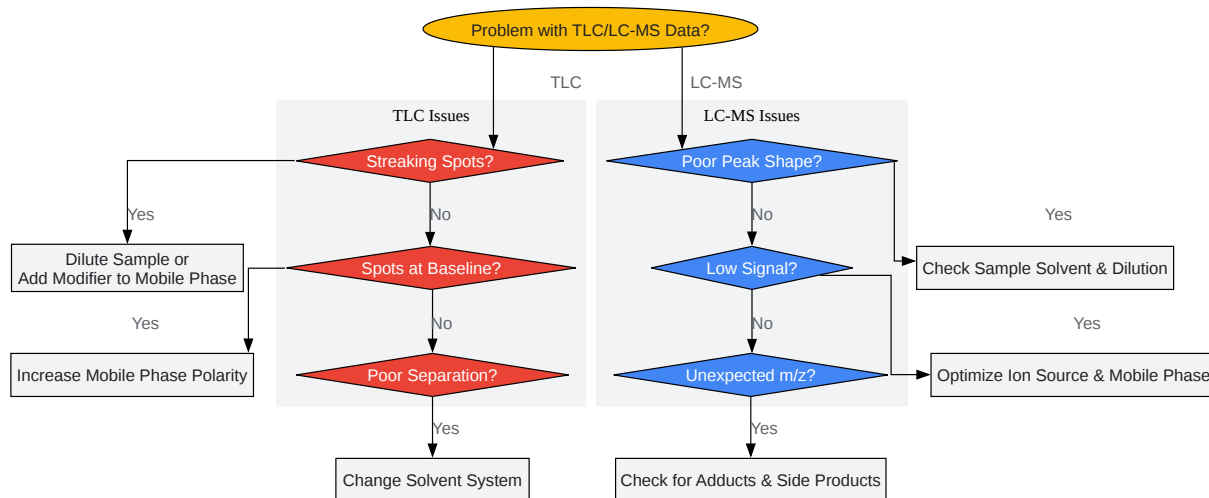 Problem with TLC/LC-MS Data?
TLC
LC-MS
TLC Issues
LC-MS Issues
Streaking Spots?
Poor Peak Shape?
Yes
No
No
Yes
Dilute Sample or
Add Modifier to Mobile Phase
Spots at Baseline?
Low Signal?
Check Sample Solvent & Dilution
Yes
No
No
Yes
Increase Mobile Phase Polarity
Poor Separation?
Unexpected m/z?
Optimize Ion Source & Mobile Phase
Yes
Yes
Change Solvent System
Check for Adducts & Side Products